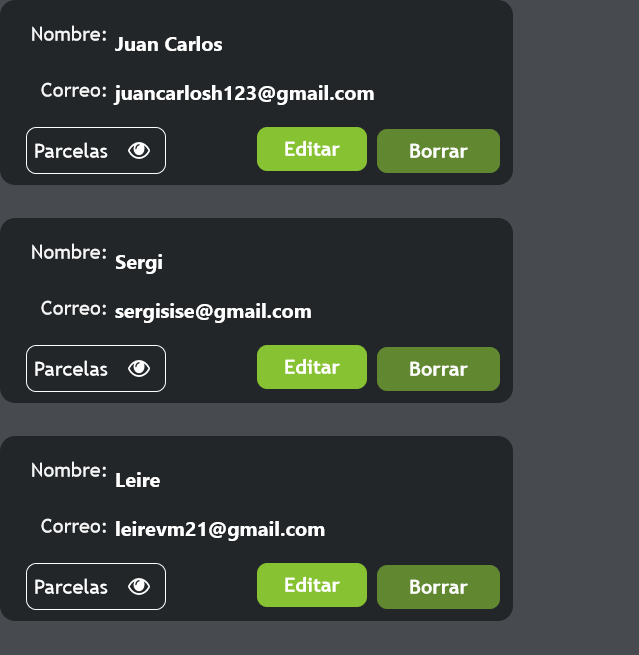 Nombre: Juan Carlos
Correo: juancarlosh123@gmail.com
Parcelas Editar Borrar
Nombre: Sergi
Correo: sergisise@gmail.com
Parcelas Editar Borrar
Nombre: Leire
Correo: leirevm21@gmail.com
Parcelas Editar Borrar